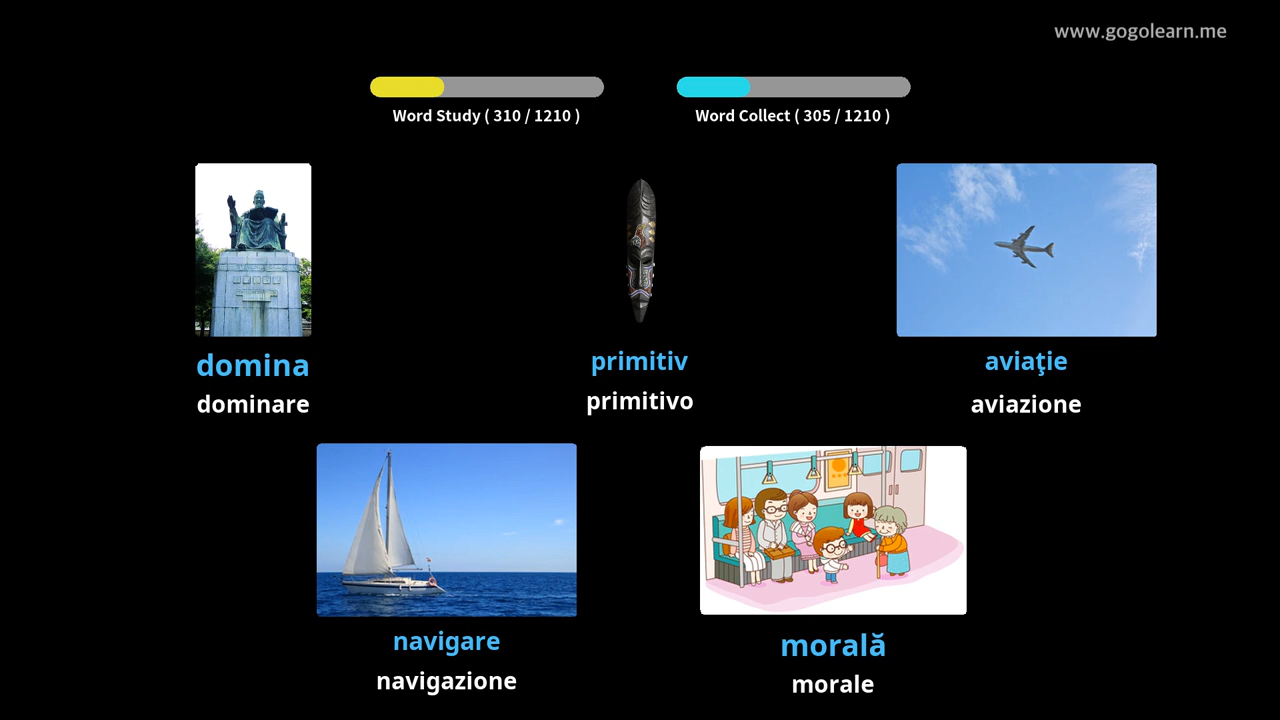 www.gogolearn.me
Word Study ( 310 / 1210 )
Word Collect ( 305 / 1210 )
domina
dominare
primitiv
primitivo
aviaţie
aviazione
navigare
navigazione
morală
morale